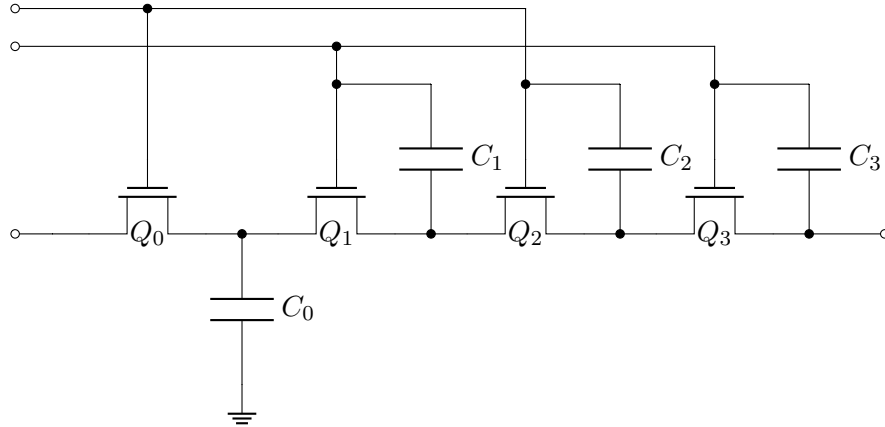 C₁
C₂
C₃
Q₀
Q₁
Q₂
Q₃
C₀